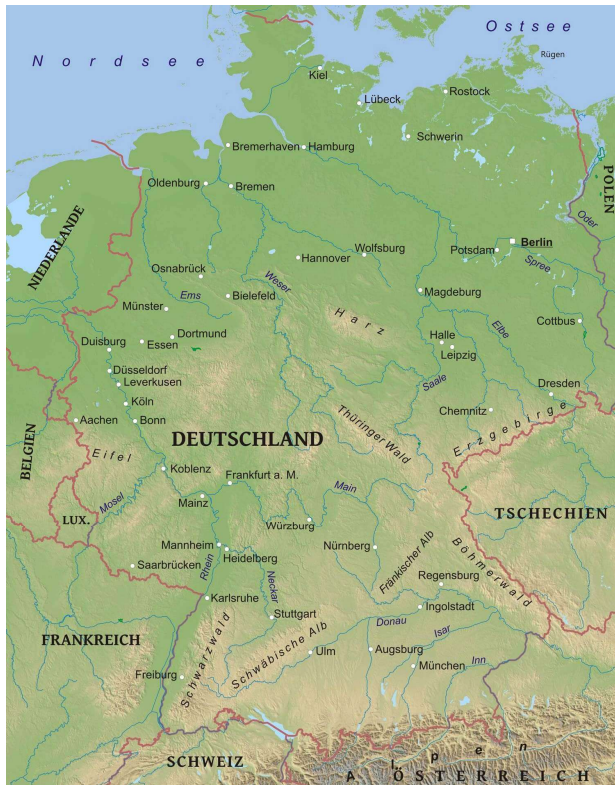 Ostsee
Nordsee
Rügen
Kiel
Rostock
Lübeck
Schwerin
Bremerhaven
Hamburg
POLEN
Oldenburg
Bremen
NIEDERLANDE
Oder
Berlin
Potsdam
Wolfsburg
Hannover
Spree
Osnabrück
Weser
Bielefeld
Ems
Magdeburg
Münster
Harz
Cottbus
Elbe
Dortmund
Essen
Duisburg
Halle
Leipzig
Düsseldorf
Leverkusen
Saale
Dresden
Köln
Chemnitz
Aachen
Bonn
Thüringer Wald
Erzgebirge
DEUTSCHLAND
BELGIEN
Eifel
Koblenz
Frankfurt a. M.
Main
Mosel
Mainz
TSCHECHIEN
LUX.
Würzburg
Mannheim
Heidelberg
Nürnberg
Fränkischer Alb
Böhmerwald
Saarbrücken
Rhein
Neckar
Regensburg
Karlsruhe
Ingolstadt
Stuttgart
Donau
Isar
FRANKREICH
Schwarzwald
Schwäbische Alb
Ulm
Augsburg
Inn
München
Freiburg
SCHWEIZ
Alpen
ÖSTERREICH